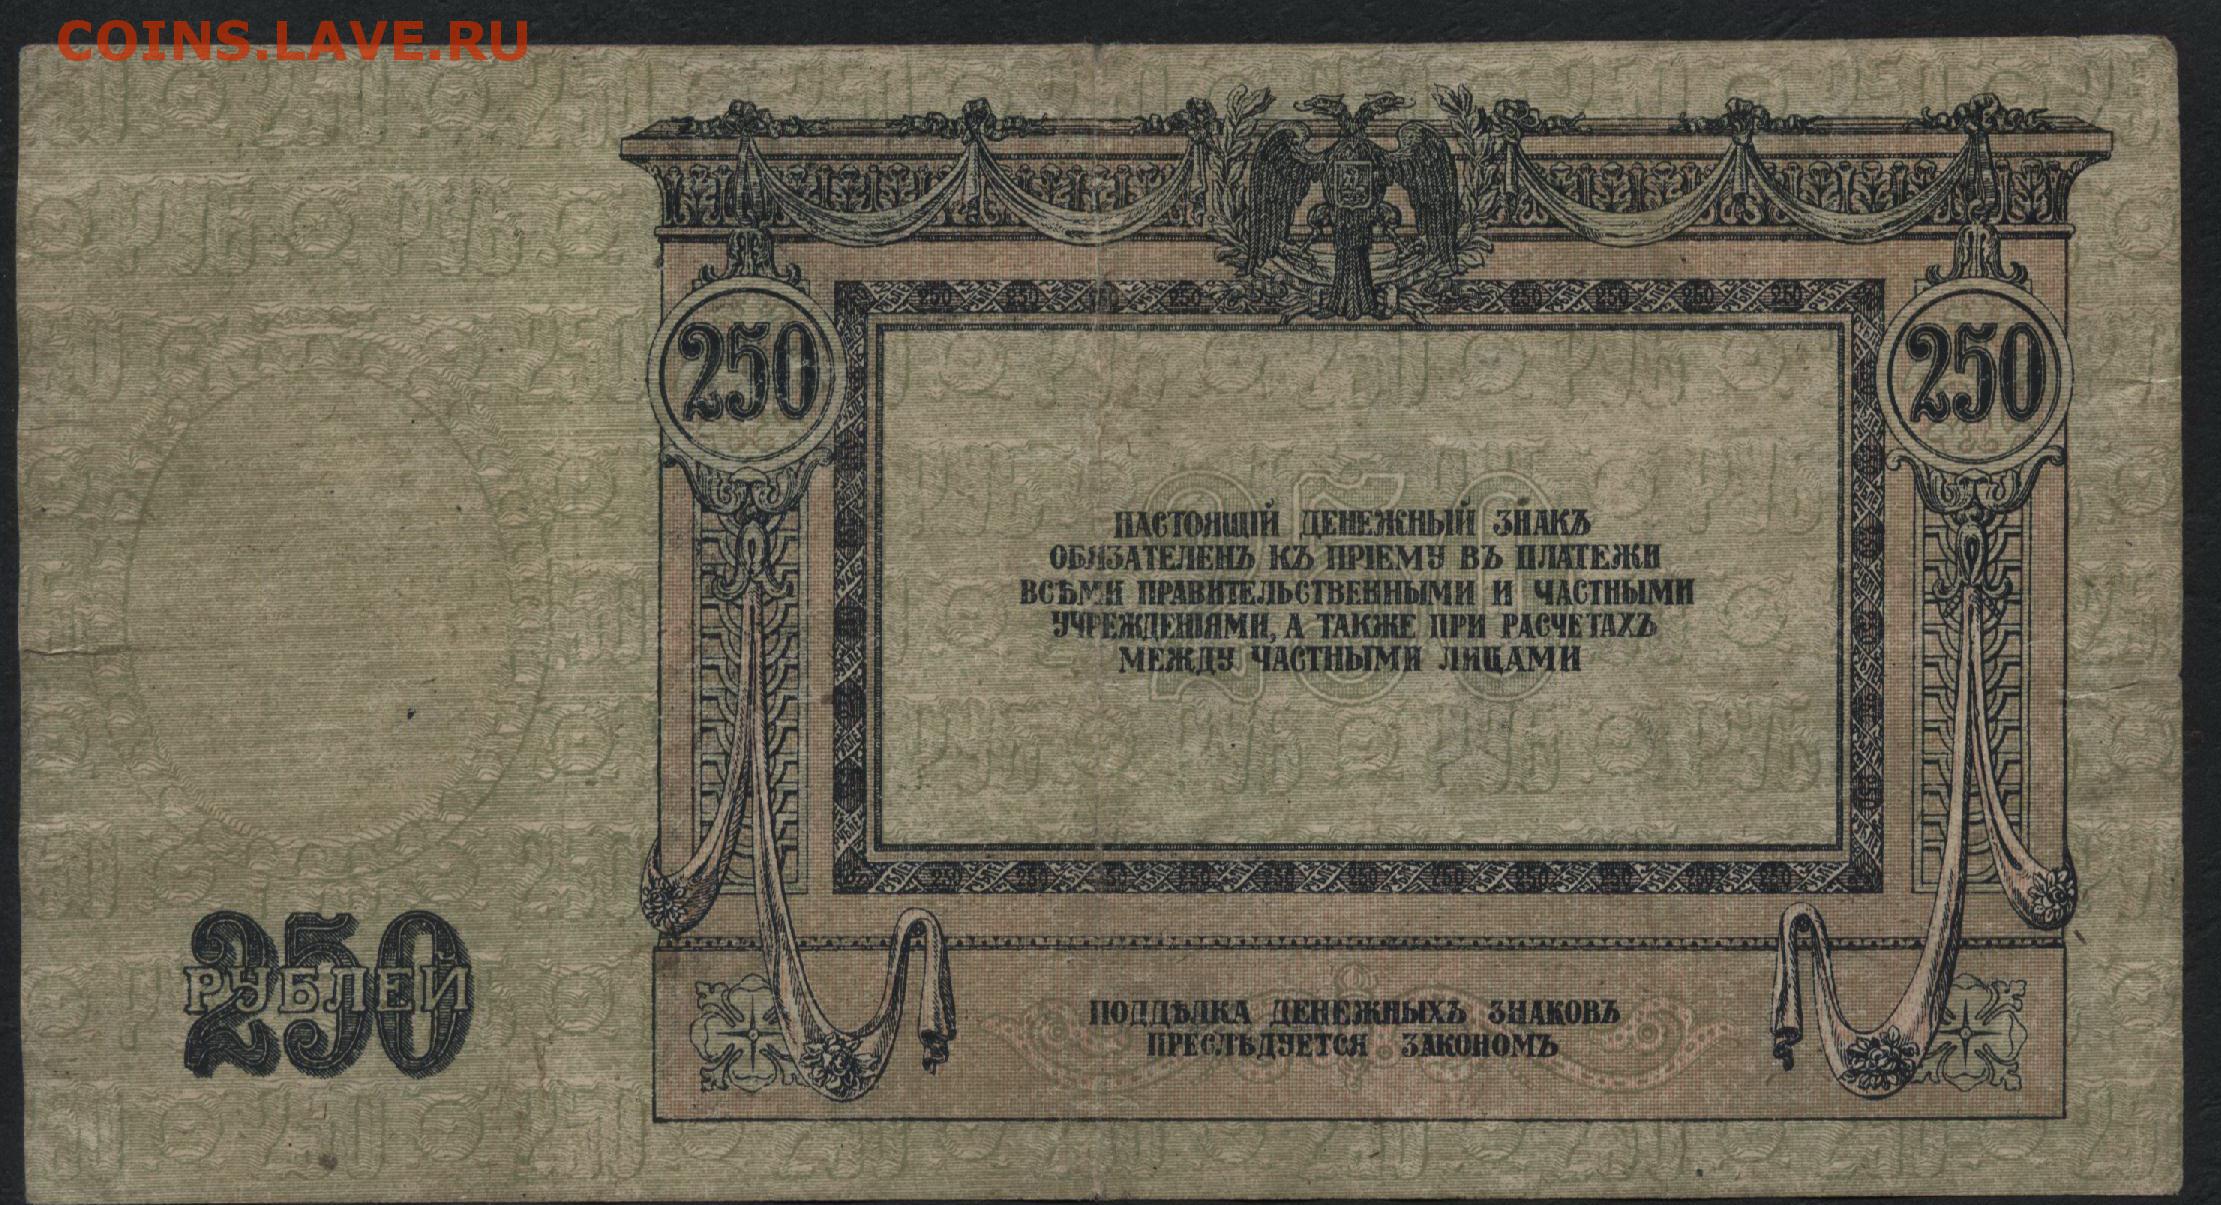 COINS.LAVE.RU
250
250
НАСТОЯЩІЙ ДЕНЕЖНЫЙ ЗНАКЪ
ОБЯЗАТЕЛЕНЪ КЪ ПРІЕМУ ВЪ ПЛАТЕЖИ
ВСѢМИ ПРАВИТЕЛЬСТВЕННЫМИ И ЧАСТНЫМИ
УЧРЕЖДЕНІЯМИ, А ТАКЖЕ ПРИ РАСЧЕТАХЪ
МЕЖДУ ЧАСТНЫМИ ЛИЦАМИ
250
250
РУБЛЕЙ
ПОДДѢЛКА ДЕНЕЖНЫХЪ ЗНАКОВЪ
ПРЕСЛѢДУЕТСЯ ЗАКОНОМЪ